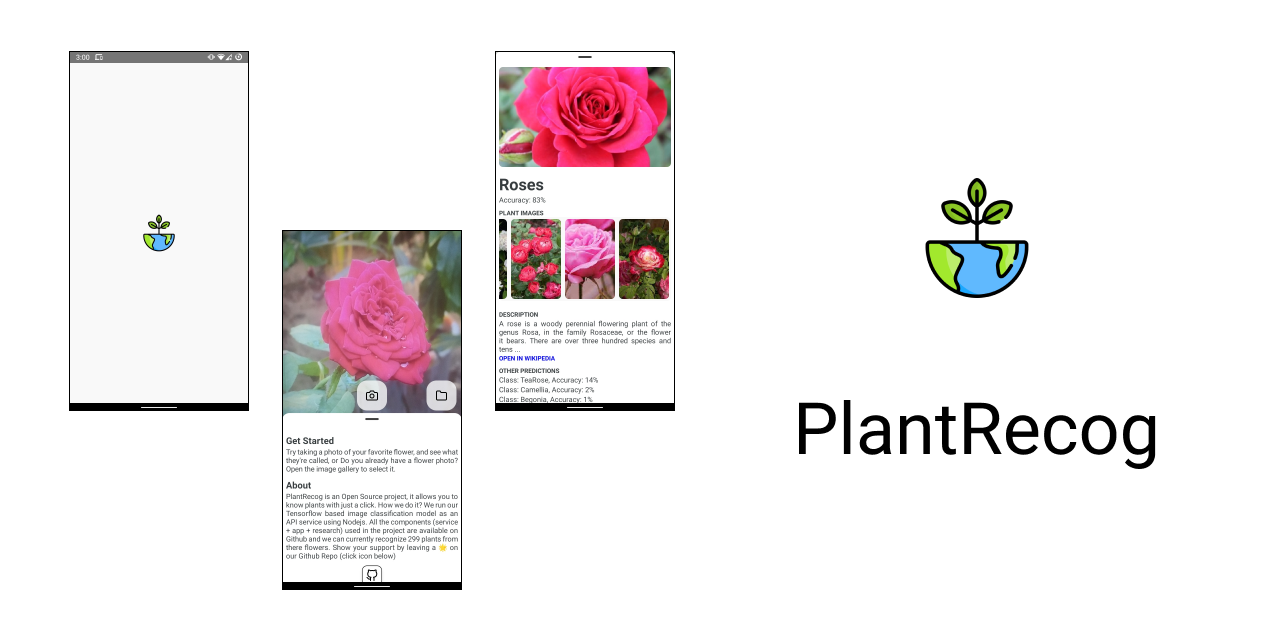 3:00
Get Started
Try taking a photo of your favorite flower, and see what
they're called, or Do you already have a flower photo?
Open the image gallery to select it.
About
PlantRecog is an Open Source project, it allows you to
know plants with just a click. How we do it? We run our
Tensorflow based image classification model as an
API service using Nodejs. All the components (service
+ app + research) used in the project are available on
Github and we can currently recognize 299 plants from
there flowers. Show your support by leaving a 🌟 on
our Github Repo (click icon below)
Roses
Accuracy: 83%
PLANT IMAGES
DESCRIPTION
A rose is a woody perennial flowering plant of the
genus Rosa, in the family Rosaceae, or the flower
it bears. There are over three hundred species and
tens ...
OPEN IN WIKIPEDIA
OTHER PREDICTIONS
Class: TeaRose, Accuracy: 14%
Class: Camellia, Accuracy: 2%
Class: Begonia, Accuracy: 1%
PlantRecog